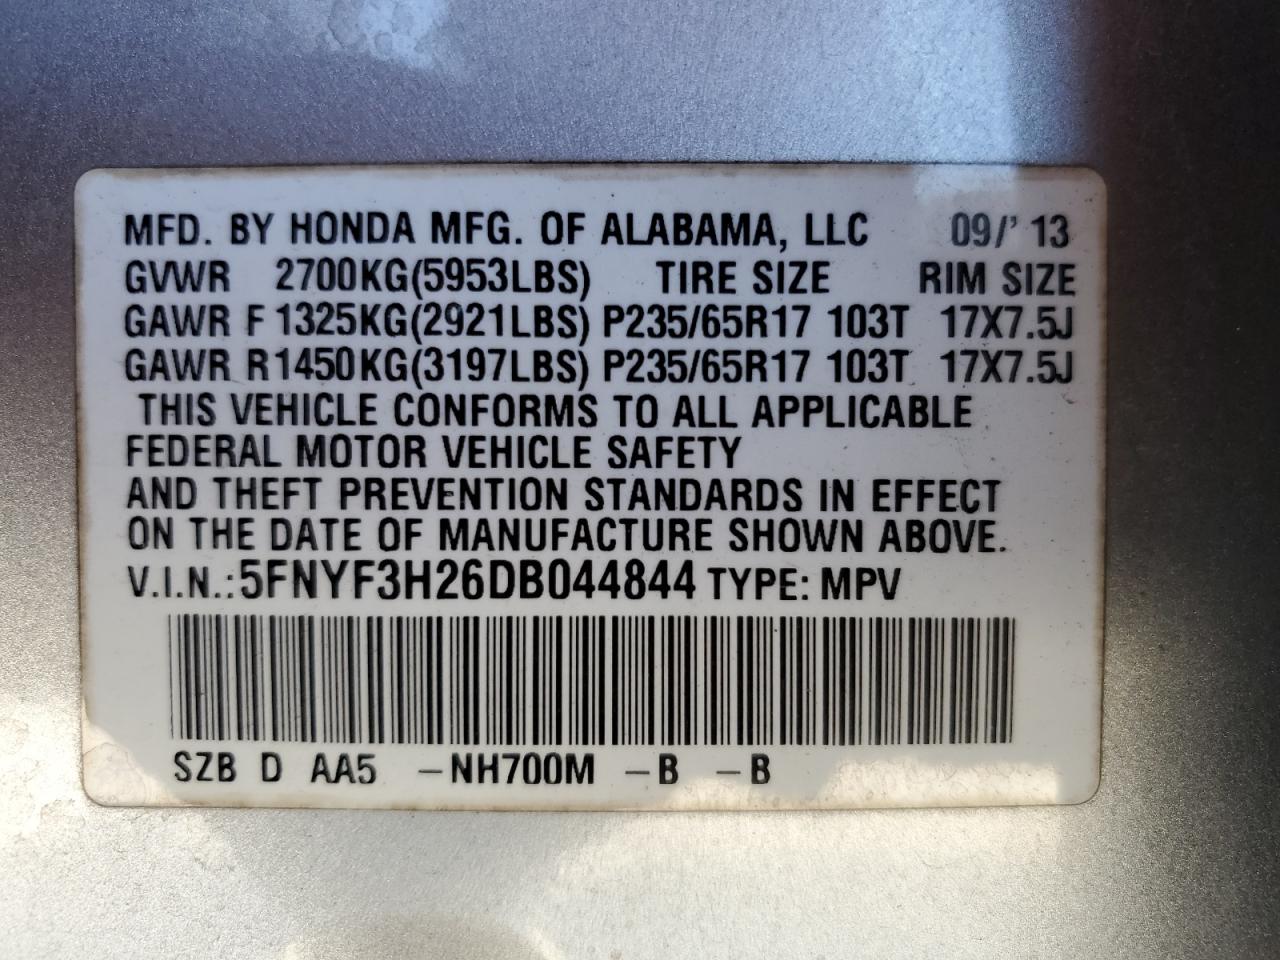 MFD. BY HONDA MFG. OF ALABAMA, LLC 09/' 13
GVWR 2700KG(5953LBS) TIRE SIZE RIM SIZE
GAWR F 1325KG(2921LBS) P235/65R17 103T 17X7.5J
GAWR R1450KG(3197LBS) P235/65R17 103T 17X7.5J
THIS VEHICLE CONFORMS TO ALL APPLICABLE
FEDERAL MOTOR VEHICLE SAFETY
AND THEFT PREVENTION STANDARDS IN EFFECT
ON THE DATE OF MANUFACTURE SHOWN ABOVE.
V.I.N.:5FNYF3H26DB044844 TYPE: MPV
SZB D AA5 –NH700M –B –B